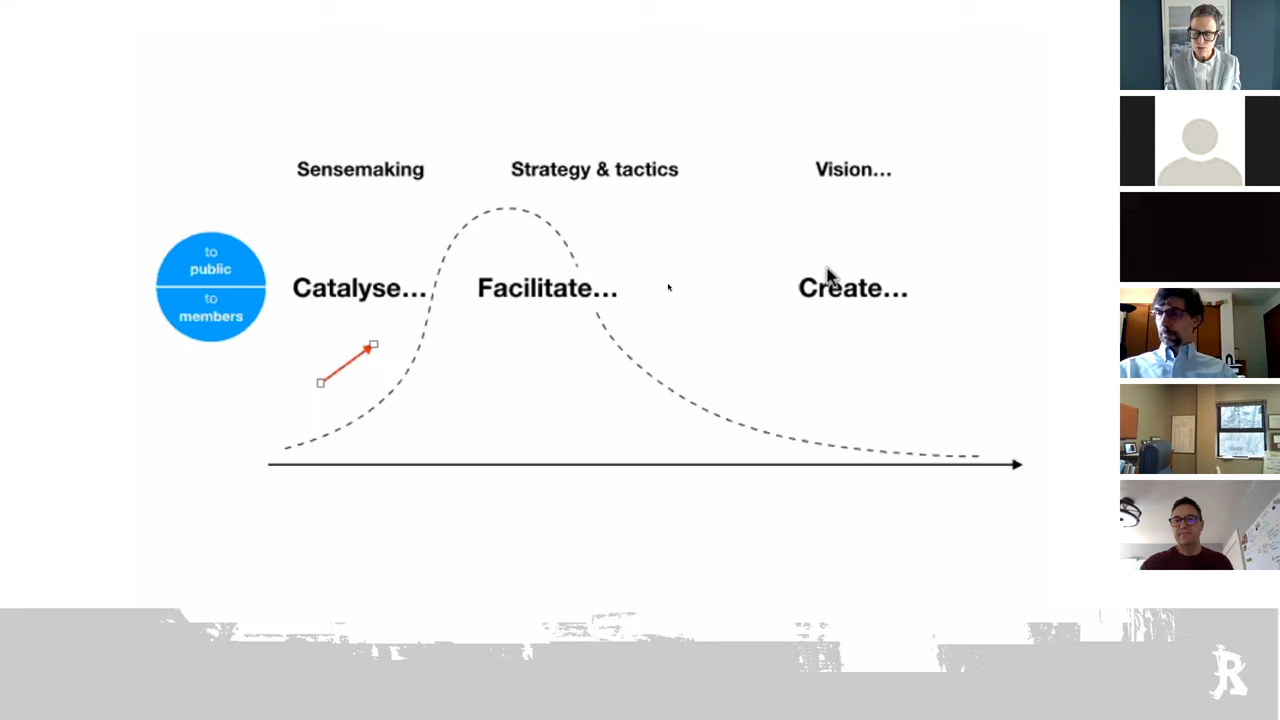 Sensemaking
Strategy & tactics
Vision...
to
public
to
members
Catalyse...
Facilitate...
Create...
R